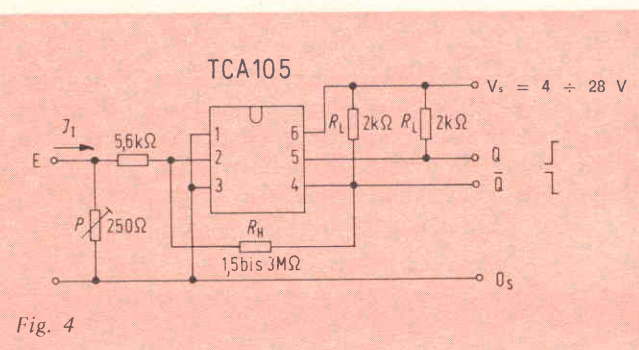 TCA105
Vs = 4 ÷ 28 V
J1
E
5,6kΩ
1
2
3
6
5
4
RL 2kΩ RL 2kΩ
Q
Q̅
P 250Ω
RH
1,5bis 3MΩ
0s
Fig. 4